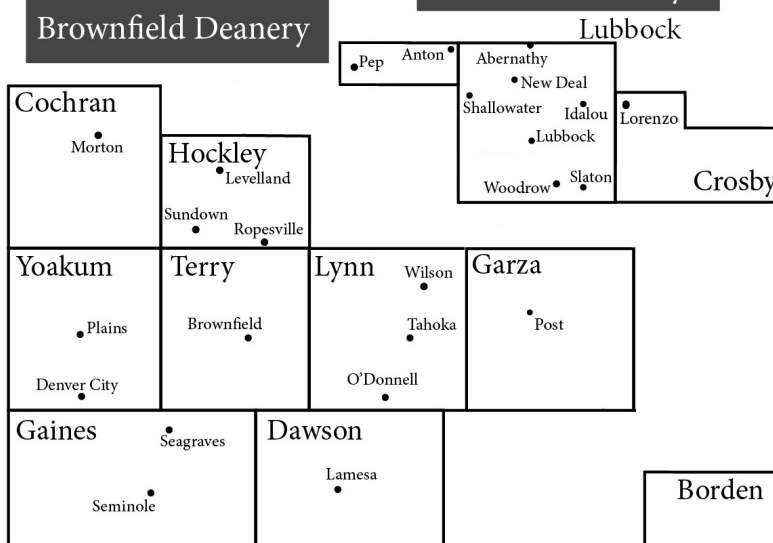 Brownfield Deanery
Lubbock
Pep
Anton
Abernathy
New Deal
Shallowater
Idalou
Lubbock
Woodrow
Slaton
Lorenzo
Crosby
Cochran
Morton
Hockley
Levelland
Sundown
Ropesville
Yoakum
Plains
Denver City
Terry
Brownfield
Lynn
Wilson
Tahoka
O'Donnell
Garza
Post
Gaines
Seagraves
Seminole
Dawson
Lamesa
Borden